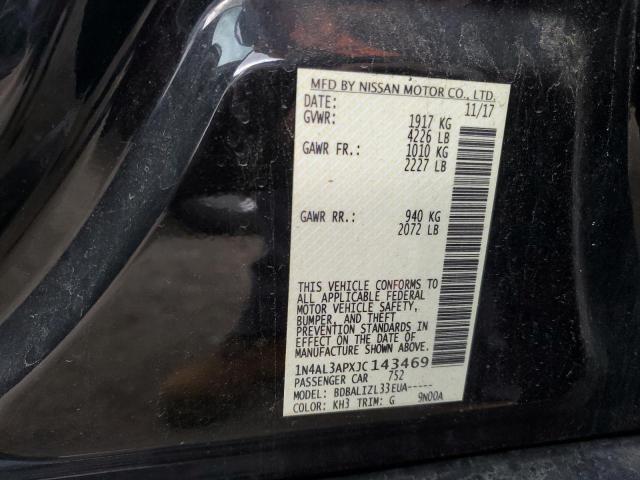 MFD BY NISSAN MOTOR CO., LTD.
DATE: 11/17
GVWR: 1917 KG
4226 LB
GAWR FR.: 1010 KG
2227 LB
GAWR RR.: 940 KG
2072 LB
THIS VEHICLE CONFORMS TO
ALL APPLICABLE FEDERAL
MOTOR VEHICLE SAFETY,
BUMPER, AND THEFT
PREVENTION STANDARDS IN
EFFECT ON THE DATE OF
MANUFACTURE SHOWN ABOVE.
1N4AL3APXJC143469
PASSENGER CAR 752
MODEL: BDBALIZL33EUA-----
COLOR: KH3 TRIM: G 9N00A